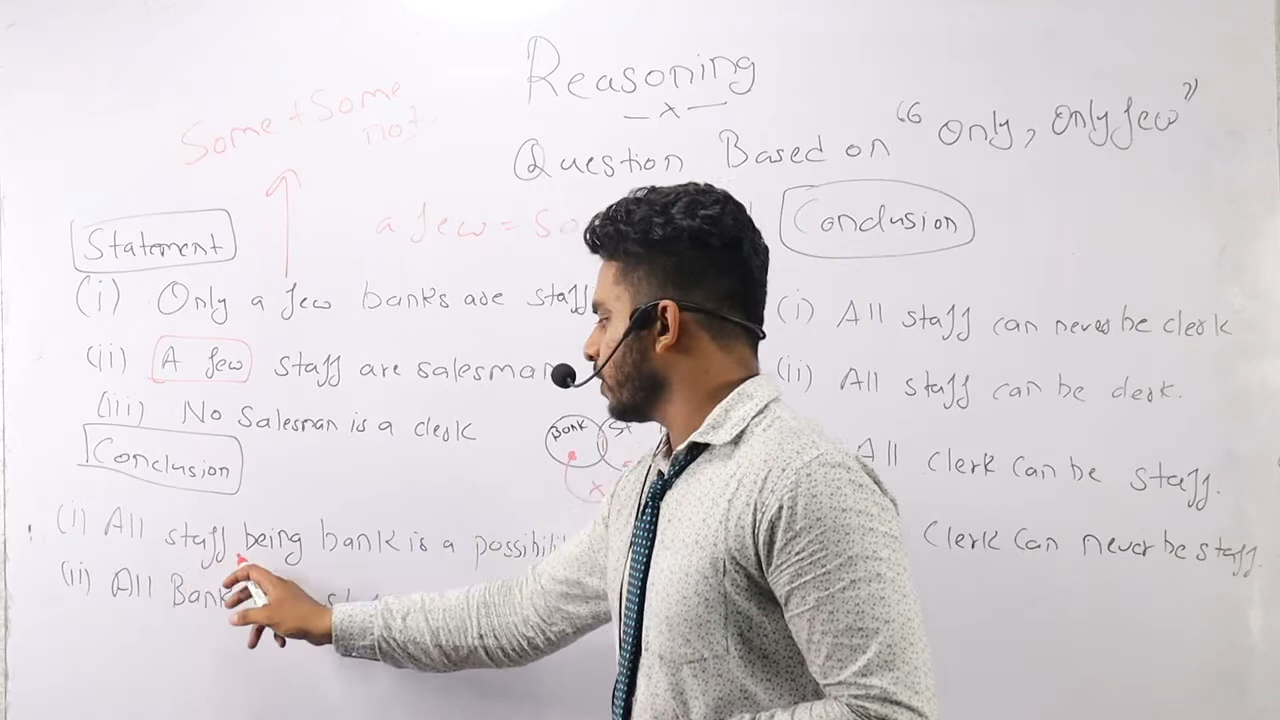 Reasoning
Question Based on "Only, Only few"
Some + Some
not
a few =
Statement
(i) Only a few banks are staff
(ii) A few staff are salesman
(iii) No Salesman is a clerk
Bank
Conclusion
(i) All staff being bank is a
(ii) All
Conclusion
(i) All staff can never be clerk
(ii) All staff can be clerk.
All clerk can be staff.
Clerk can never be staff.